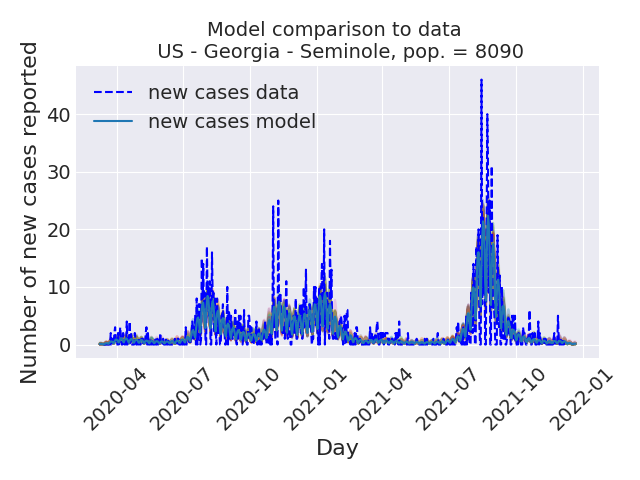 Model comparison to data
US - Georgia - Seminole, pop. = 8090
new cases data
new cases model
Number of new cases reported
40
30
20
10
0
2020-04
2020-07
2020-10
2021-01
2021-04
2021-07
2021-10
2022-01
Day